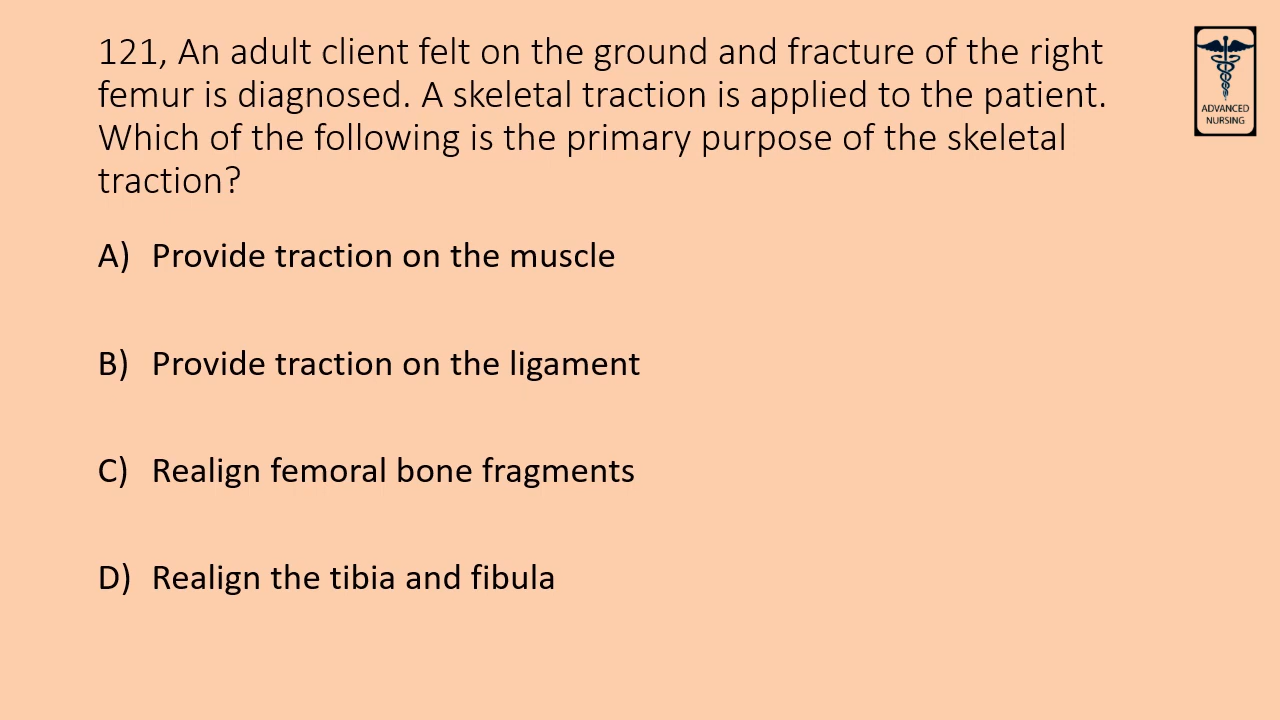 121, An adult client felt on the ground and fracture of the right
femur is diagnosed. A skeletal traction is applied to the patient.
Which of the following is the primary purpose of the skeletal
traction?
ADVANCED
NURSING
A) Provide traction on the muscle
B) Provide traction on the ligament
C) Realign femoral bone fragments
D) Realign the tibia and fibula